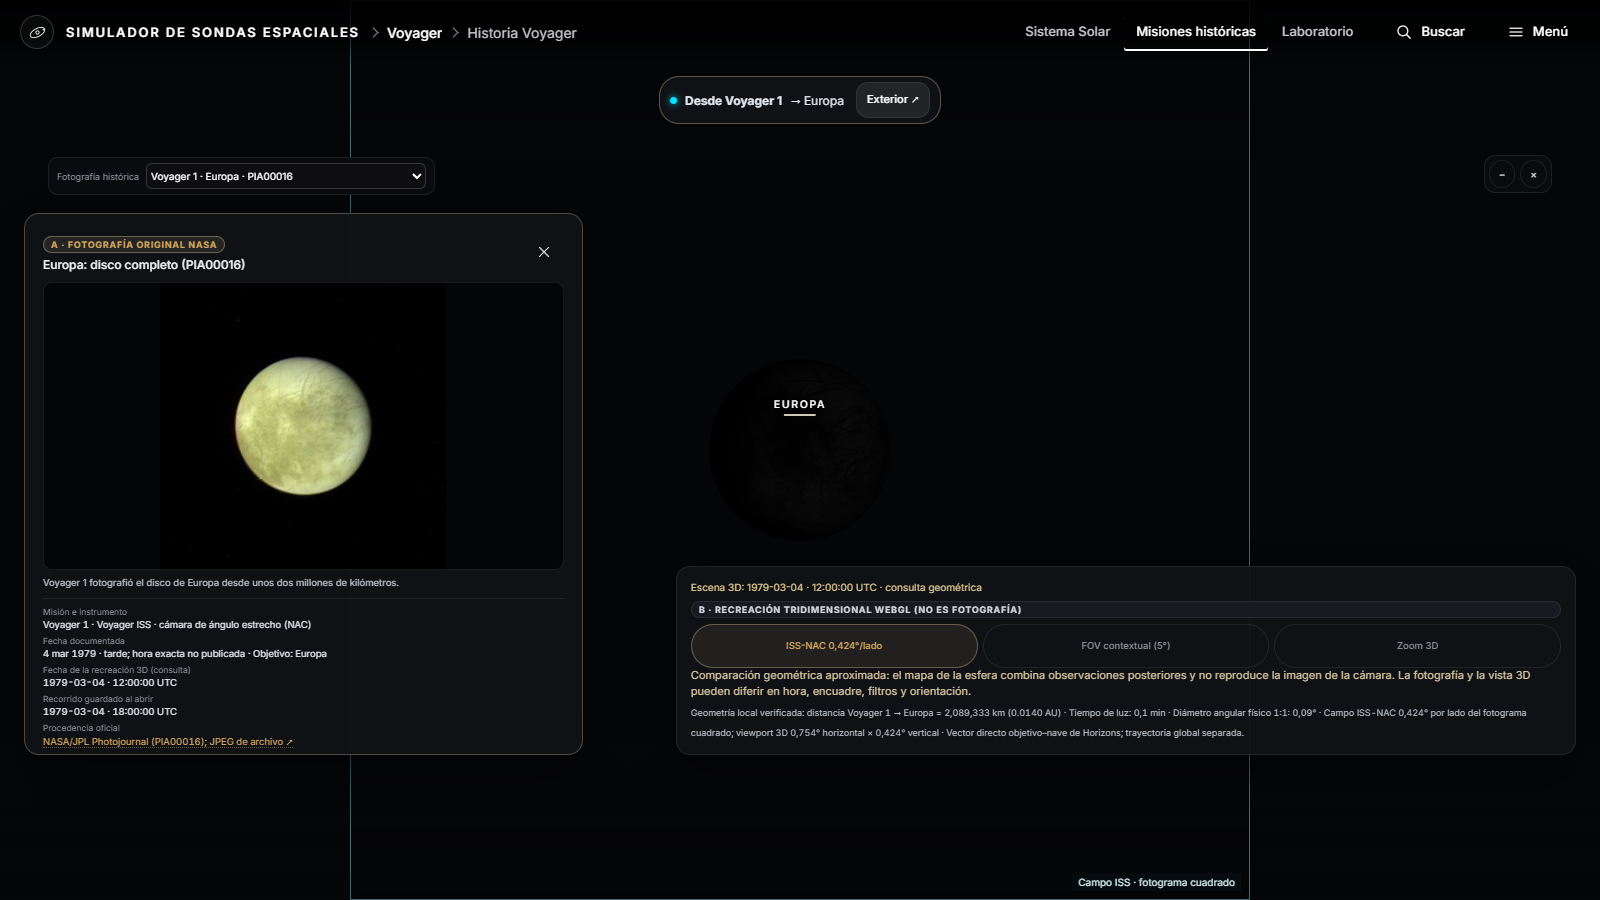 SIMULADOR DE SONDAS ESPACIALES > Voyager > Historia Voyager
Sistema Solar
Misiones históricas
Laboratorio
Buscar
Menú
Desde Voyager 1 → Europa
Exterior ↗
Fotografía histórica
Voyager 1 · Europa · PIA00016
A · FOTOGRAFÍA ORIGINAL NASA
Europa: disco completo (PIA00016)
Voyager 1 fotografió el disco de Europa desde unos dos millones de kilómetros.
Misión e instrumento
Voyager 1 · Voyager ISS · cámara de ángulo estrecho (NAC)
Fecha documentada
4 mar 1979 · tarde; hora exacta no publicada · Objetivo: Europa
Fecha de la recreación 3D (consulta)
1979-03-04 · 12:00:00 UTC
Recorrido guardado al abrir
1979-03-04 · 18:00:00 UTC
Procedencia oficial
NASA/JPL Photojournal (PIA00016); JPEG de archivo ↗
EUROPA
Escena 3D: 1979-03-04 · 12:00:00 UTC · consulta geométrica
B · RECREACIÓN TRIDIMENSIONAL WEBGL (NO ES FOTOGRAFÍA)
ISS-NAC 0,424°/lado
FOV contextual (5°)
Zoom 3D
Comparación geométrica aproximada: el mapa de la esfera combina observaciones posteriores y no reproduce la imagen de la cámara. La fotografía y la vista 3D
pueden diferir en hora, encuadre, filtros y orientación.
Geometría local verificada: distancia Voyager 1 → Europa = 2,089,333 km (0.0140 AU) · Tiempo de luz: 0,1 min · Diámetro angular físico 1:1: 0,09° · Campo ISS-NAC 0,424° por lado del fotograma
cuadrado; viewport 3D 0,754° horizontal × 0,424° vertical · Vector directo objetivo–nave de Horizons; trayectoria global separada.
Campo ISS · fotograma cuadrado